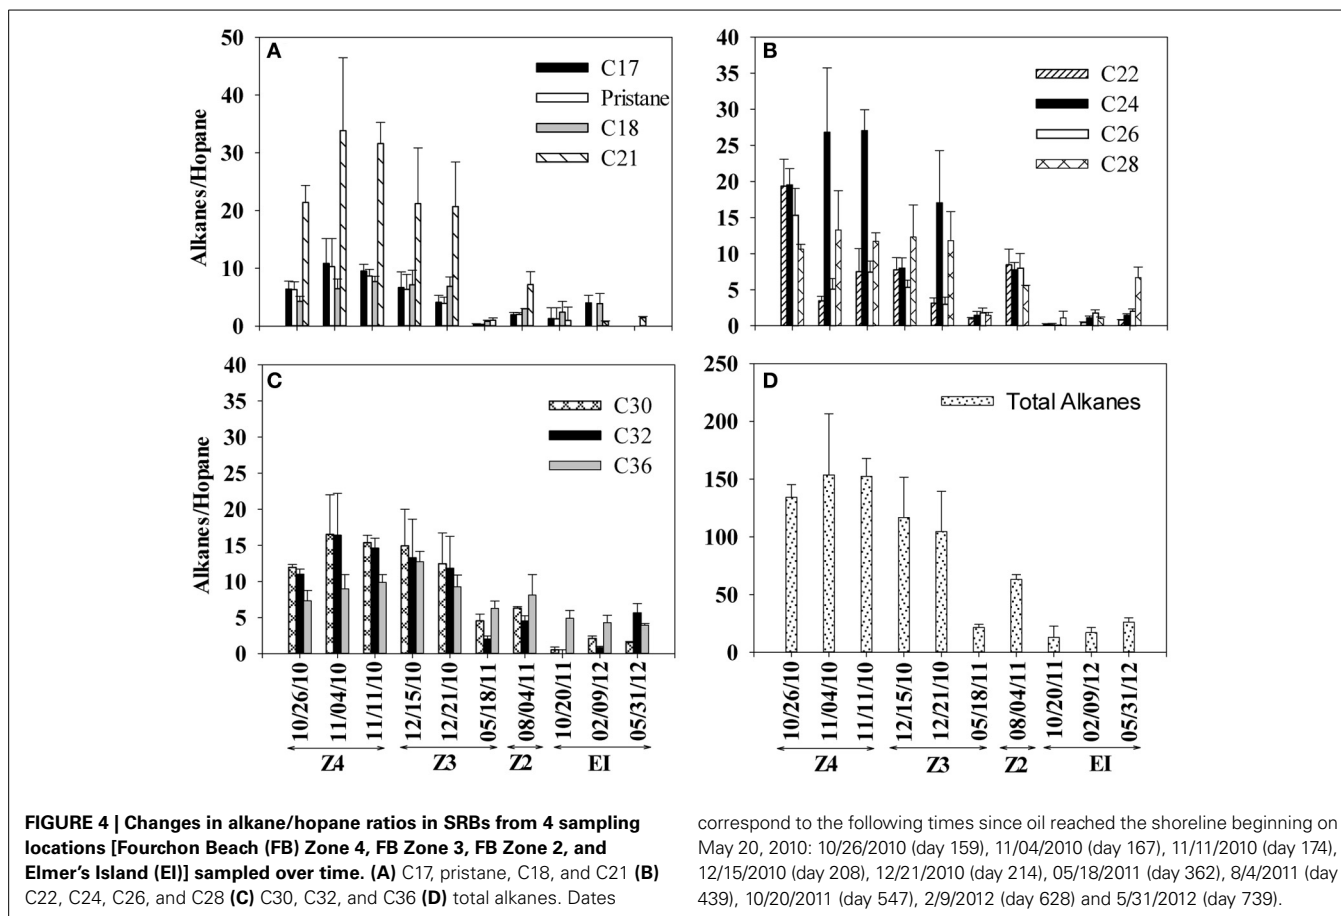 A
50
40
30
20
10
0
Alkanes/Hopane
C17
Pristane
C18
C21
B
40
35
30
25
20
15
10
5
0
C22
C24
C26
C28
C
40
35
30
25
20
15
10
5
0
Alkanes/Hopane
C30
C32
C36
10/26/10
11/04/10
11/11/10
12/15/10
12/21/10
05/18/11
08/04/11
10/20/11
02/09/12
05/31/12
Z4
Z3
Z2
EI
D
250
200
150
100
50
0
Total Alkanes
10/26/10
11/04/10
11/11/10
12/15/10
12/21/10
05/18/11
08/04/11
10/20/11
02/09/12
05/31/12
Z4
Z3
Z2
EI
FIGURE 4 | Changes in alkane/hopane ratios in SRBs from 4 sampling
locations [Fourchon Beach (FB) Zone 4, FB Zone 3, FB Zone 2, and
Elmer's Island (EI)] sampled over time. (A) C17, pristane, C18, and C21 (B)
C22, C24, C26, and C28 (C) C30, C32, and C36 (D) total alkanes. Dates
correspond to the following times since oil reached the shoreline beginning on
May 20, 2010: 10/26/2010 (day 159), 11/04/2010 (day 167), 11/11/2010 (day 174),
12/15/2010 (day 208), 12/21/2010 (day 214), 05/18/2011 (day 362), 8/4/2011 (day
439), 10/20/2011 (day 547), 2/9/2012 (day 628) and 5/31/2012 (day 739).